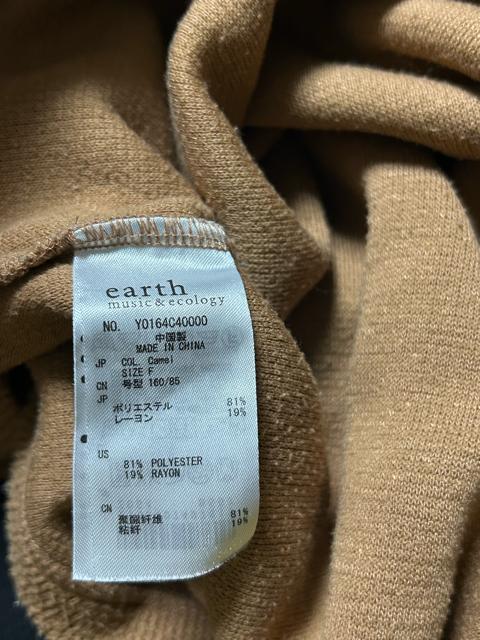 earth
music&ecology
NO. Y0164C40000
中国製
MADE IN CHINA
JP COL. Camel
SIZE F
CN 号型 160/85
JP
ポリエステル 81%
レーヨン 19%
US
81% POLYESTER
19% RAYON
CN
聚酯纤维 81%
粘纤 19%